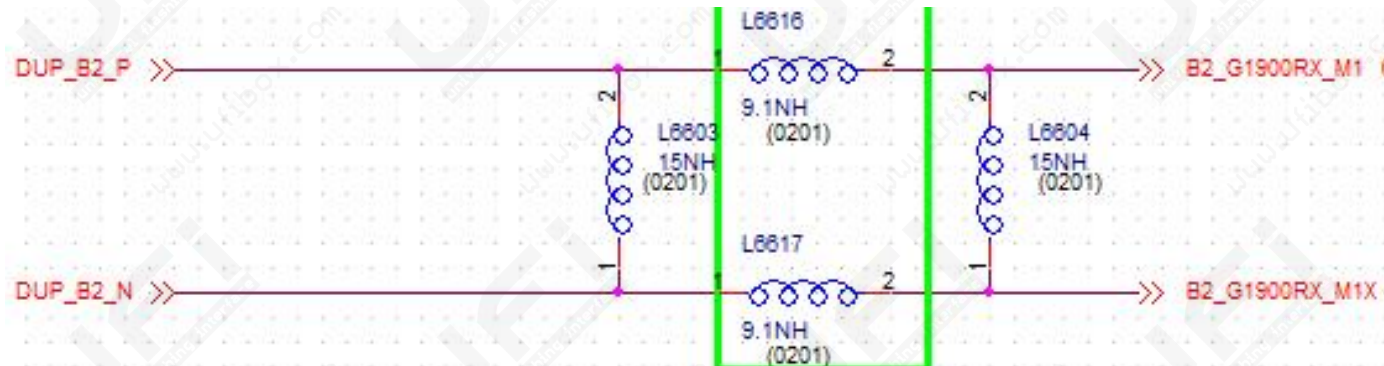 L6616
DUP_B2_P
1
2
B2_G1900RX_M1
9.1NH
(0201)
2
L6603
15NH
(0201)
2
L6604
15NH
(0201)
L6617
1
1
DUP_B2_N
1
2
B2_G1900RX_M1X
9.1NH
(0201)